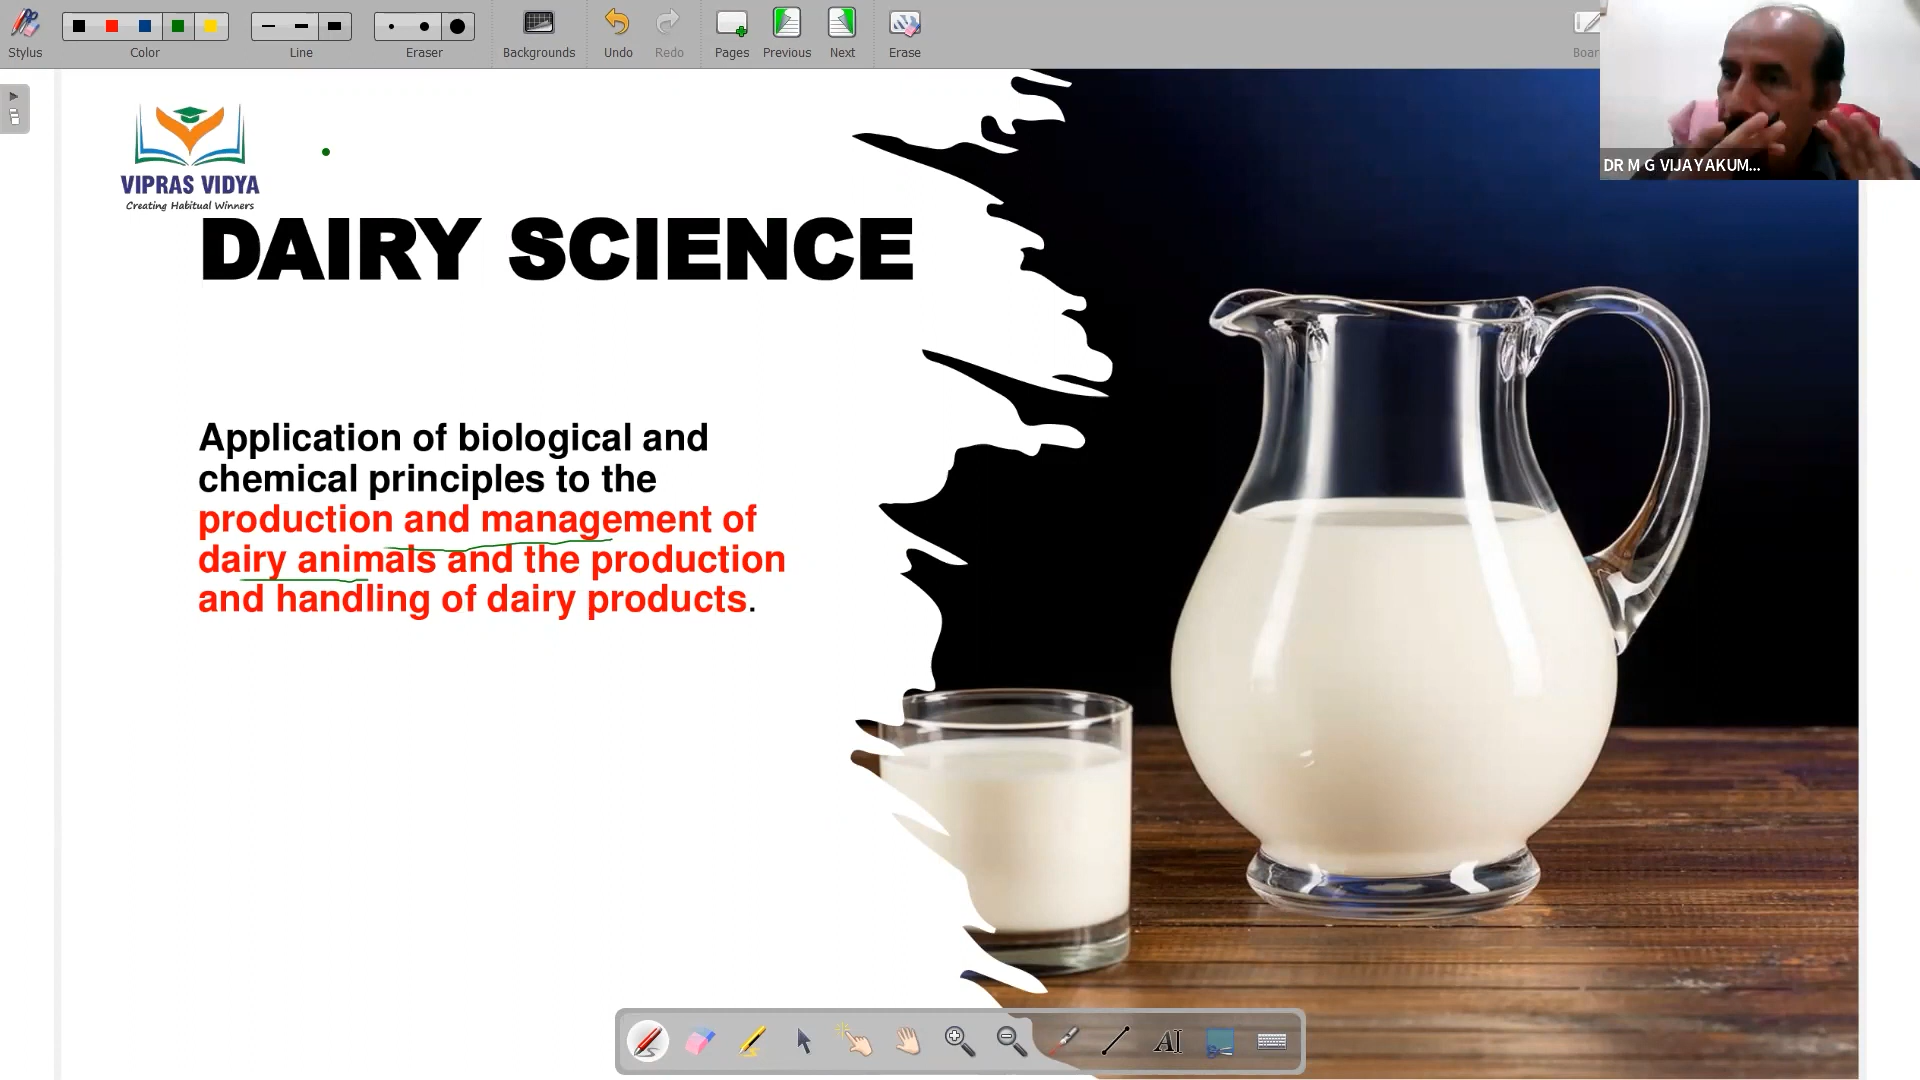 Stylus
Color
Line
Eraser
Backgrounds
Undo
Redo
Pages
Previous
Next
Erase
DR M G VIJAYAKUM...
VIPRAS VIDYA
Creating Habitual Winners
DAIRY SCIENCE
Application of biological and
chemical principles to the
production and management of
dairy animals and the production
and handling of dairy products.
AI